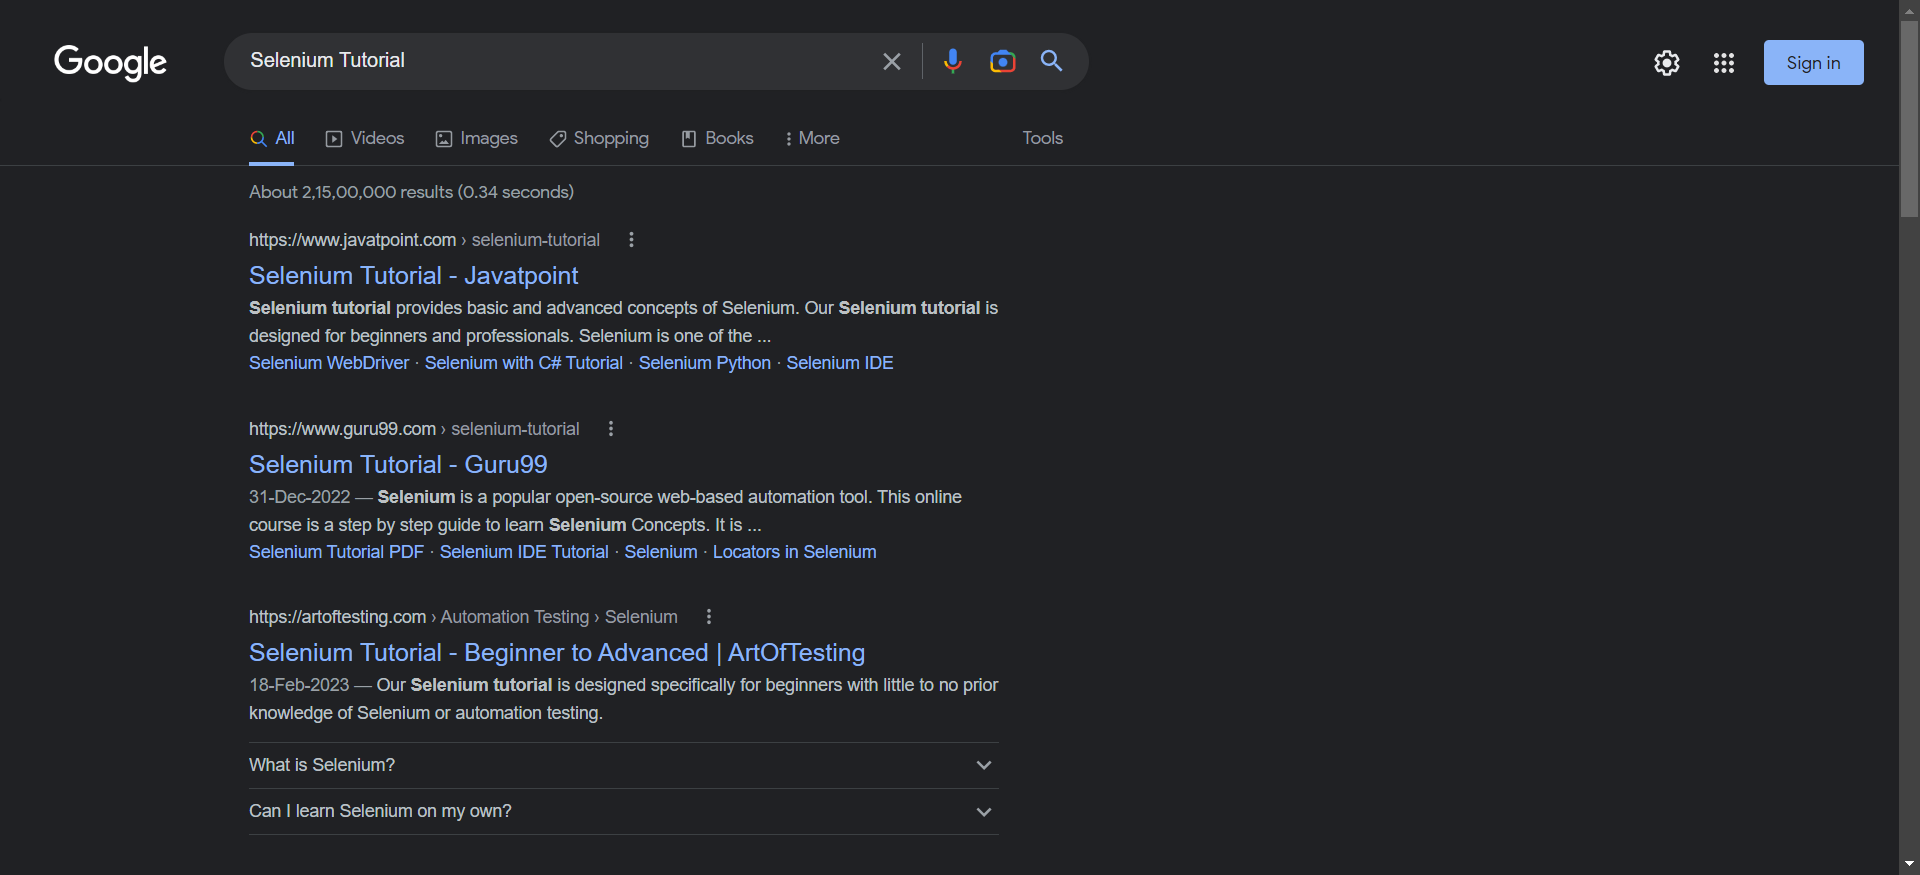 Google
Selenium Tutorial
Sign in
All
Videos
Images
Shopping
Books
More
Tools
About 2,15,00,000 results (0.34 seconds)
https://www.javatpoint.com › selenium-tutorial
Selenium Tutorial - Javatpoint
Selenium tutorial provides basic and advanced concepts of Selenium. Our Selenium tutorial is
designed for beginners and professionals. Selenium is one of the ...
Selenium WebDriver · Selenium with C# Tutorial · Selenium Python · Selenium IDE
https://www.guru99.com › selenium-tutorial
Selenium Tutorial - Guru99
31-Dec-2022 — Selenium is a popular open-source web-based automation tool. This online
course is a step by step guide to learn Selenium Concepts. It is ...
Selenium Tutorial PDF · Selenium IDE Tutorial · Selenium · Locators in Selenium
https://artoftesting.com › Automation Testing › Selenium
Selenium Tutorial - Beginner to Advanced | ArtOfTesting
18-Feb-2023 — Our Selenium tutorial is designed specifically for beginners with little to no prior
knowledge of Selenium or automation testing.
What is Selenium?
Can I learn Selenium on my own?